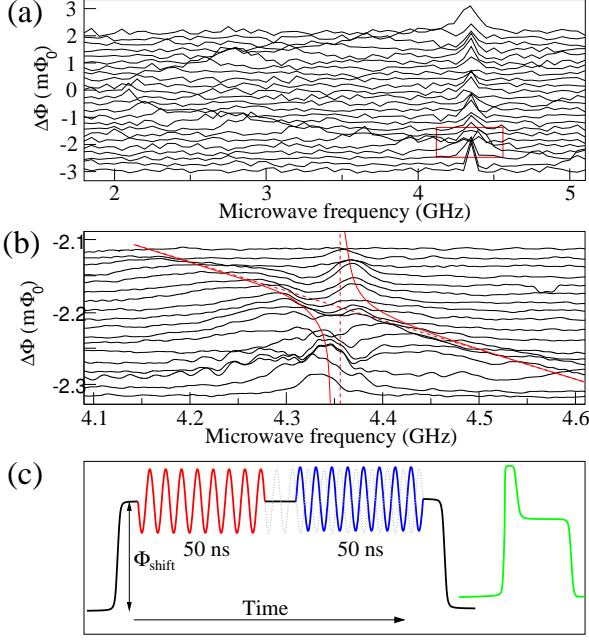 (a)
ΔΦ (mΦ₀)
3
2
1
0
-1
-2
-3
2 3 4 5
Microwave frequency (GHz)
(b)
ΔΦ (mΦ₀)
-2.1
-2.2
-2.3
4.1 4.2 4.3 4.4 4.5 4.6
Microwave frequency (GHz)
(c)
50 ns 50 ns
Φshift
Time